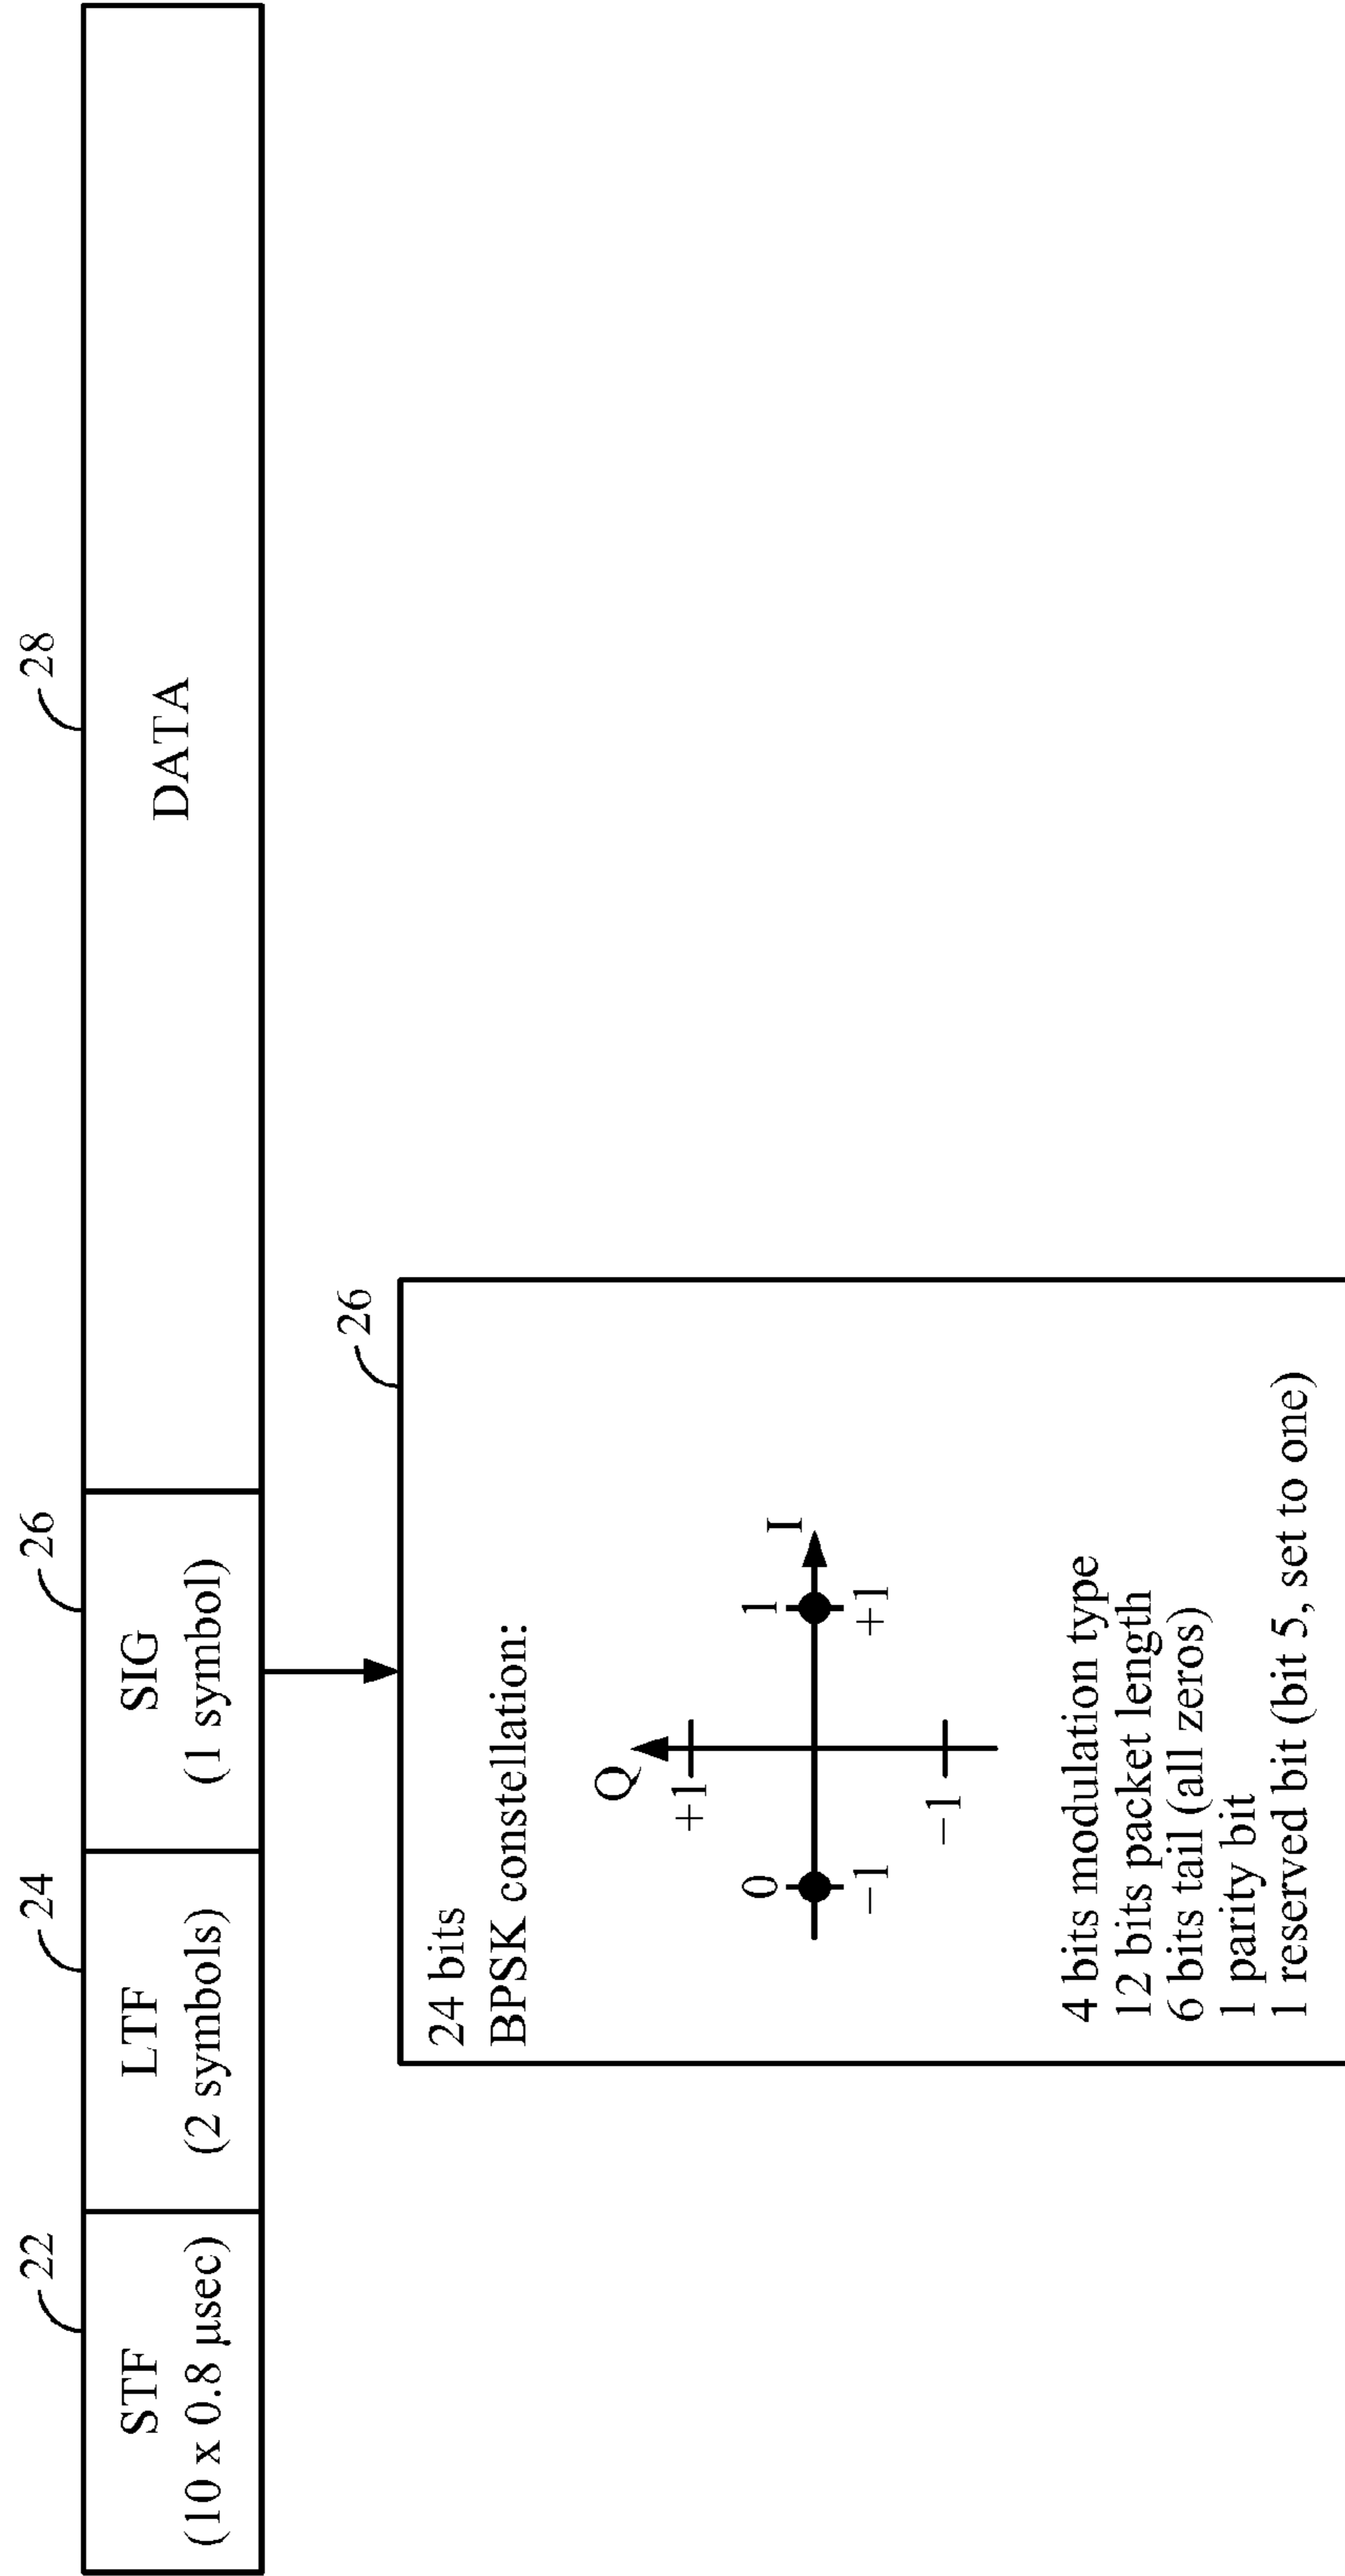 22
24
26
28
STF
(10 x 0.8 μsec)
LTF
(2 symbols)
SIG
(1 symbol)
DATA
26
24 bits
BPSK constellation:
Q
+1
0
1
I
−1
+1
−1
4 bits modulation type
12 bits packet length
6 bits tail (all zeros)
1 parity bit
1 reserved bit (bit 5, set to one)